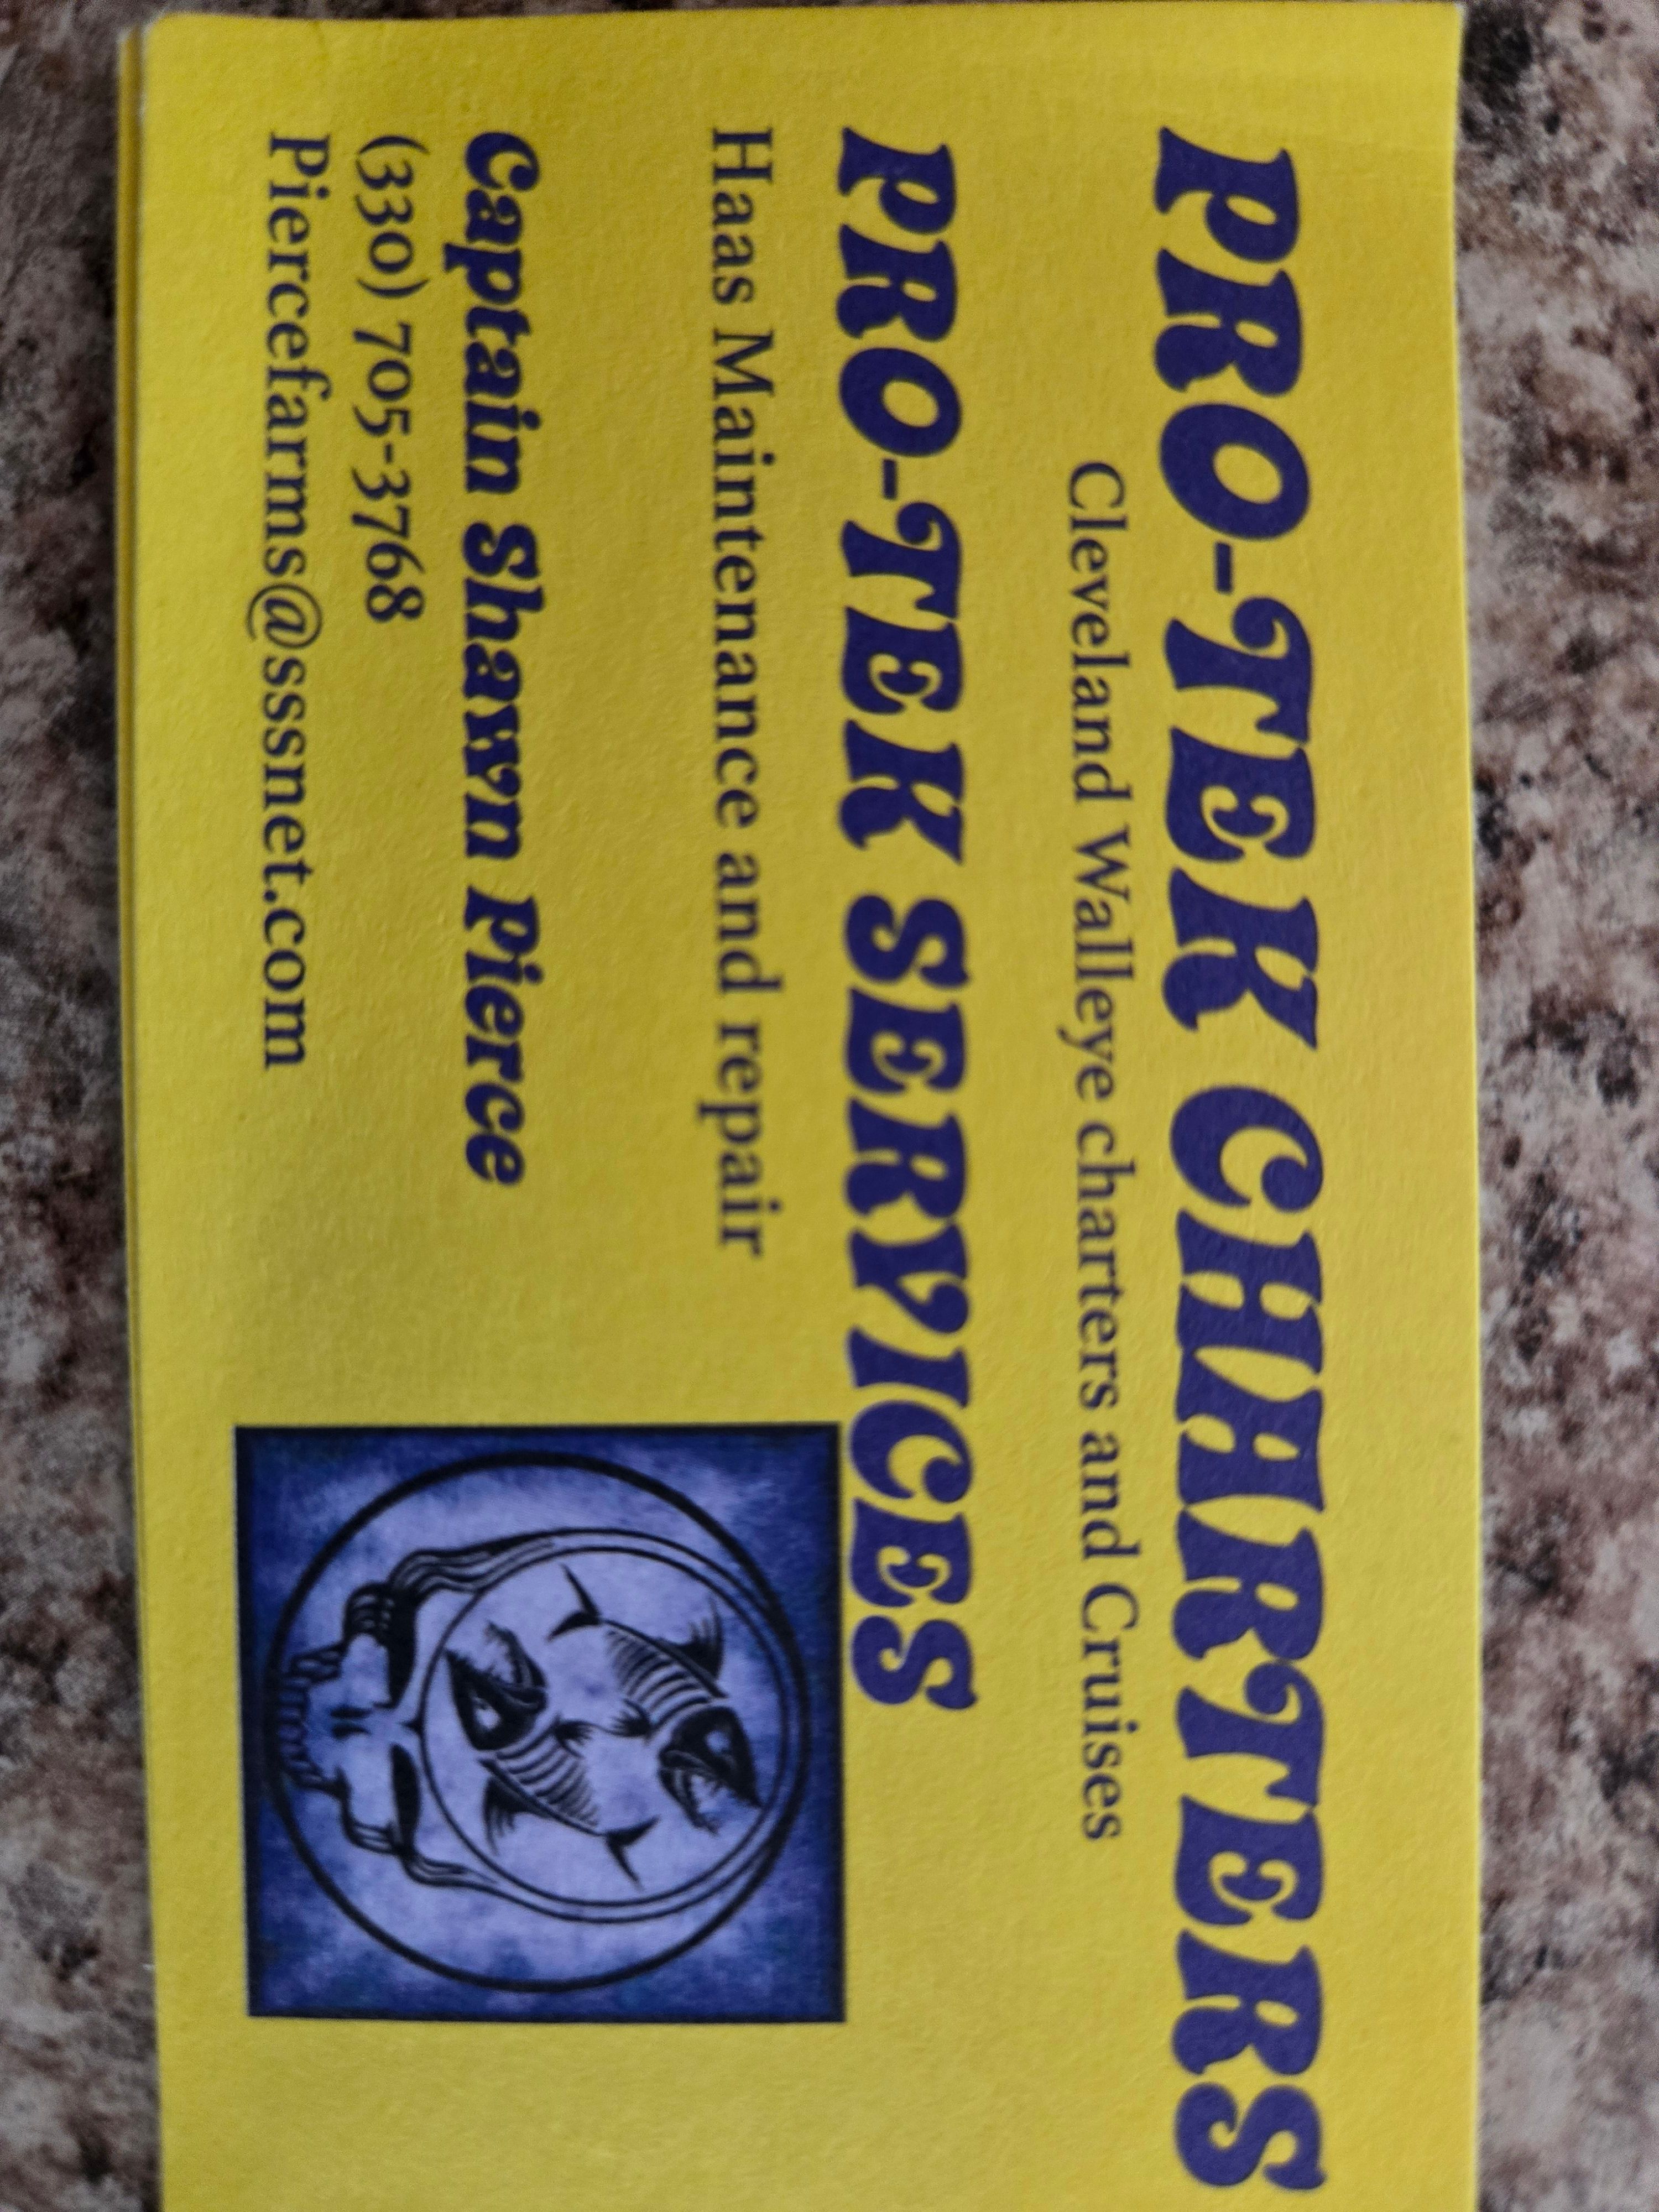 PRO-TEK CHARTERS
Cleveland Walleye charters and Cruises
PRO-TEK SERVICES
Haas Maintenance and repair
Captain Shawn Pierce
(330) 705-3768
Piercefarms@sssnet.com